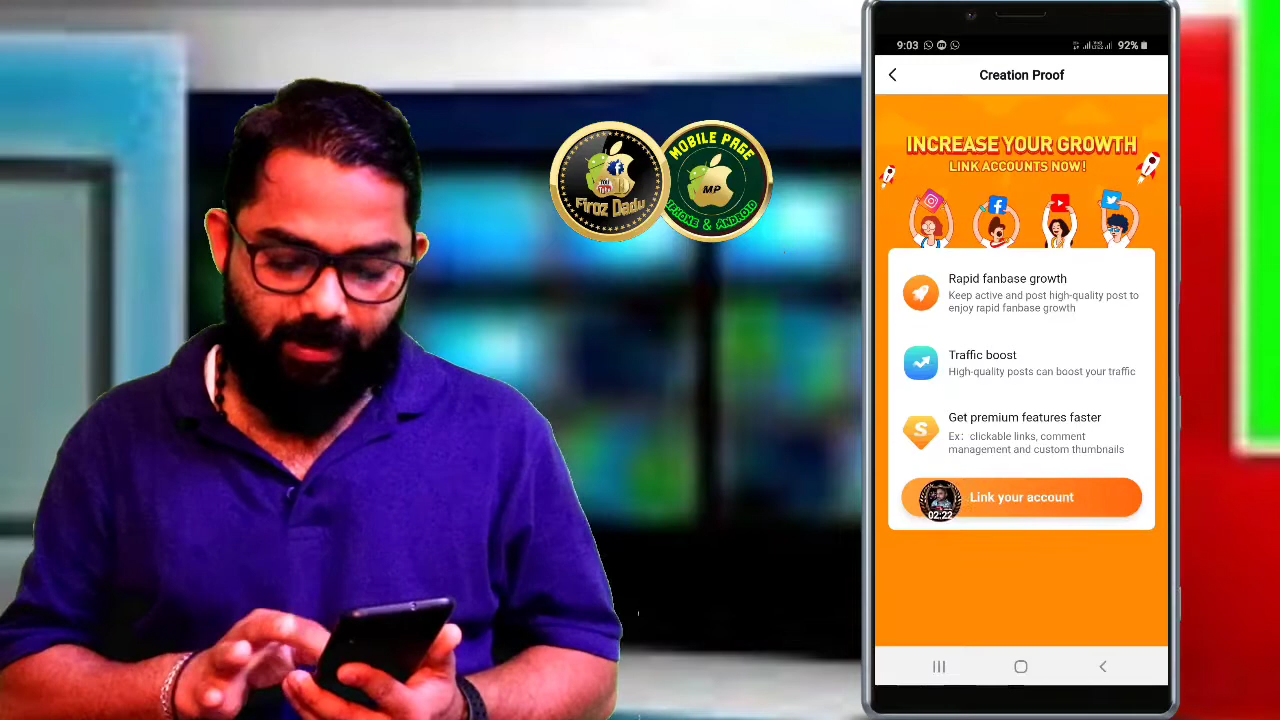 Firoz Dadu
MOBILE PAGE
MP
IPHONE & ANDROID
9:03
92%
Creation Proof
INCREASE YOUR GROWTH
LINK ACCOUNTS NOW!
Rapid fanbase growth
Keep active and post high-quality post to
enjoy rapid fanbase growth
Traffic boost
High-quality posts can boost your traffic
S
Get premium features faster
Ex: clickable links, comment
management and custom thumbnails
Link your account
02:22